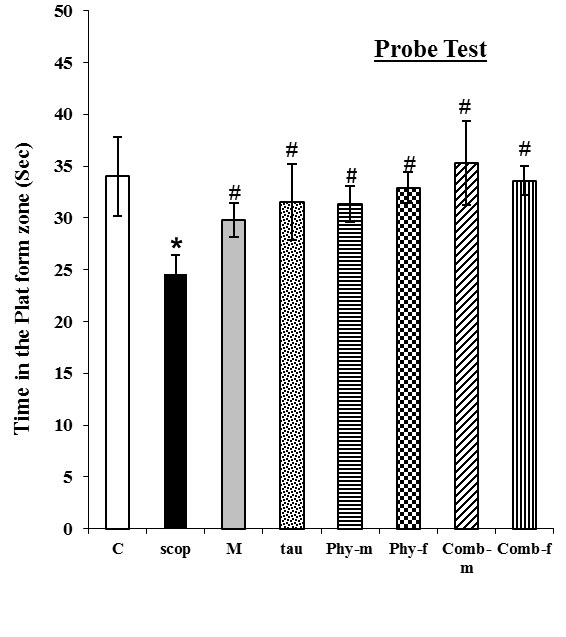 Probe Test
Time in the Plat form zone (Sec)
50
45
40
35
30
25
20
15
10
5
0
* # # # # # #
C scop M tau Phy-m Phy-f Comb-m Comb-f